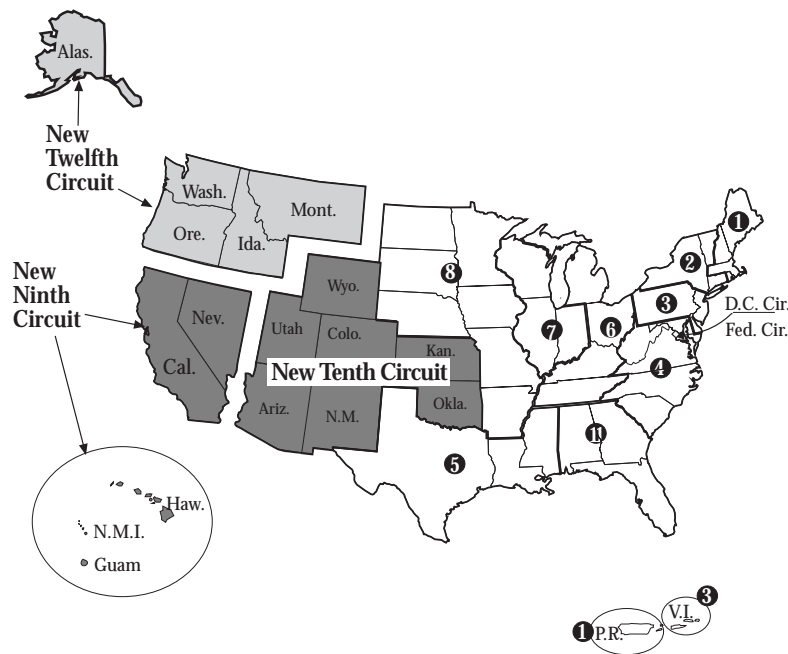 Alas.
New
Twelfth
Circuit
Wash.
Mont.
Ore.
Ida.
New
Ninth
Circuit
Wyo.
Nev.
Utah
Colo.
Cal.
Kan.
New Tenth Circuit
Ariz.
N.M.
Okla.
8
1
2
3
D.C. Cir.
Fed. Cir.
7
6
4
11
5
Haw.
N.M.I.
Guam
3
V.I.
1
P.R.